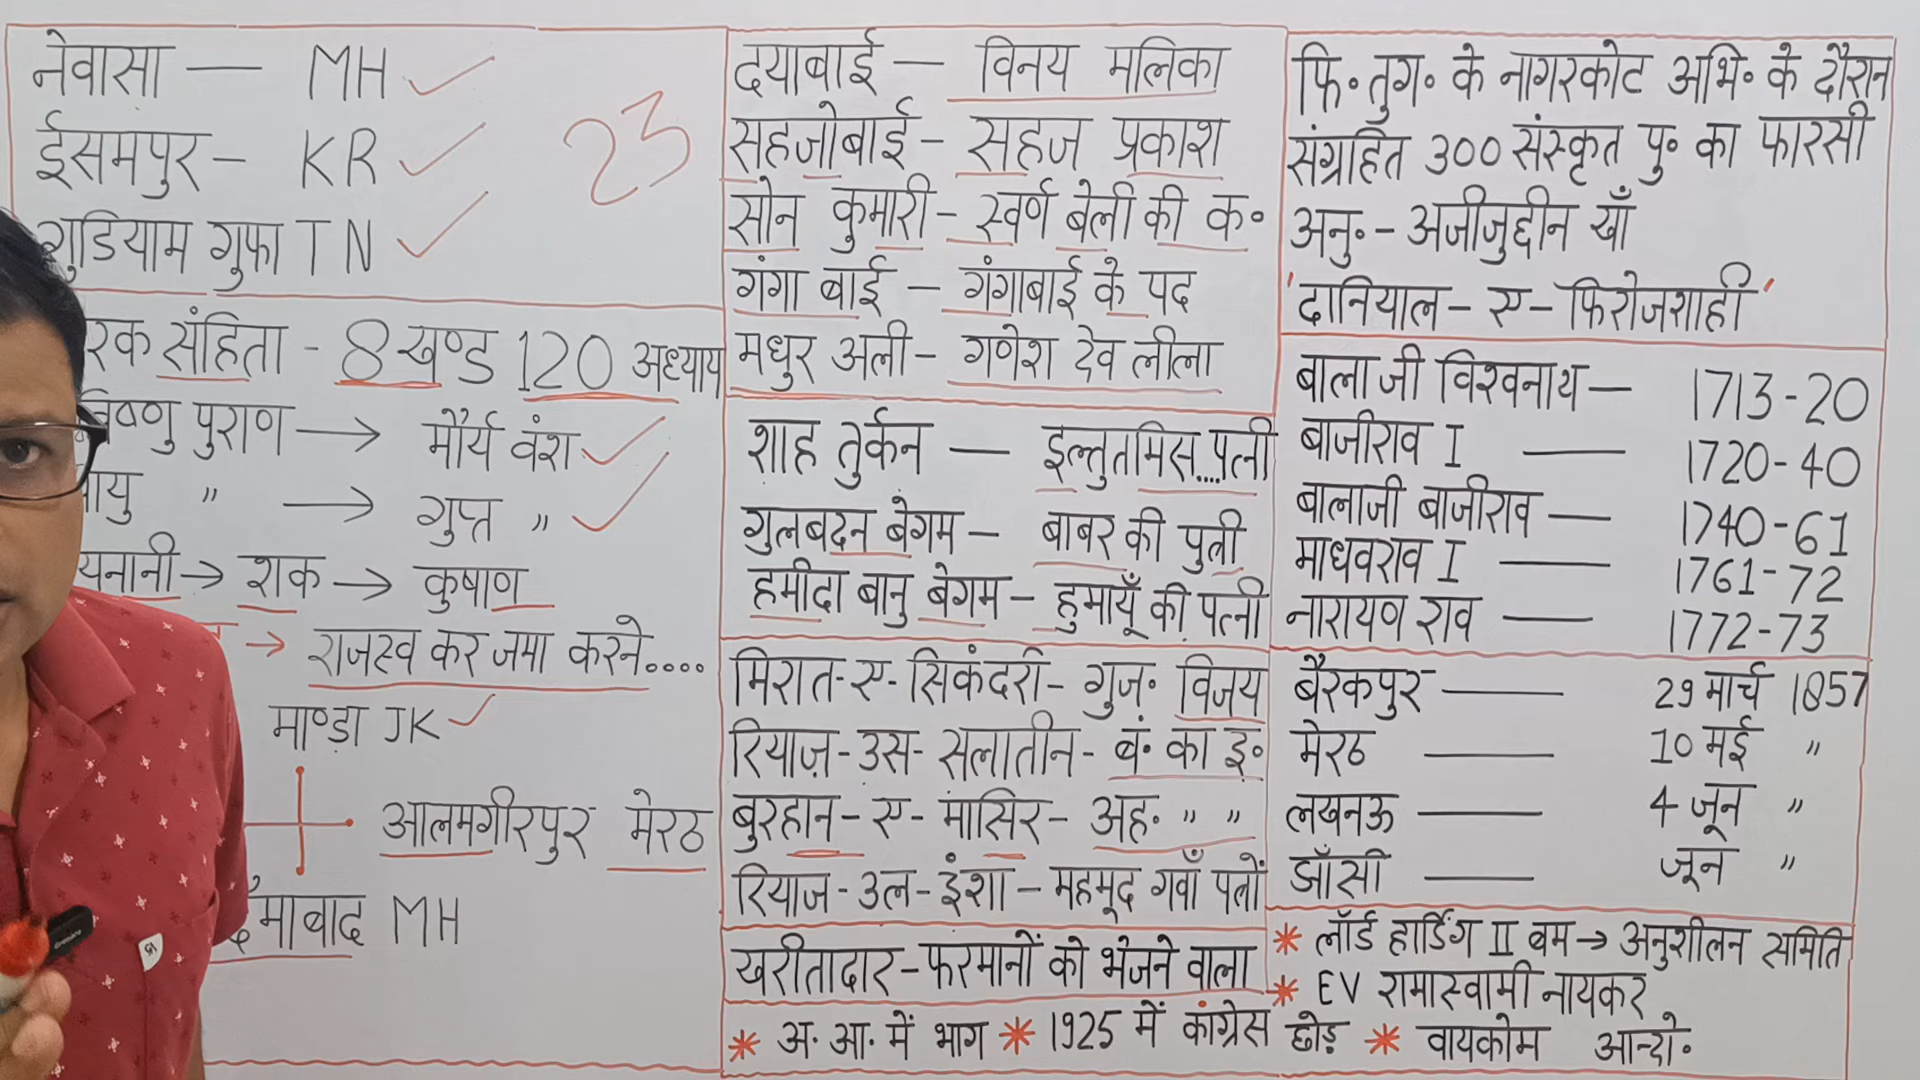 नेवासा — MH
23
ईसमपुर - KR
गुडियाम गुफा TN
रक संहिता - 8 खण्ड 120 अध्याय
विष्णु पुराण → मौर्य वंश
ायु " → गुप्त "
यनानी → शक → कुषाण
→ राजस्व कर जमा करने....
माण्डा JK
आलमगीरपुर मेरठ
दैमाबाद MH
दयाबाई — विनय मलिका
सहजोबाई - सहज प्रकाश
सोन कुमारी - स्वर्ण बेली की क॰
गंगा बाई — गंगाबाई के पद
मधुर अली - गणेश देव लीला
शाह तुर्कन — इल्तुतमिस....पत्नी
गुलबदन बेगम — बाबर की पुत्री
हमीदा बानु बेगम — हुमायूँ की पत्नी
मिरात-ए-सिकंदरी - गुज॰ विजय
रियाज़-उस-सलातीन - बं॰ का इ॰
बुरहान-ए-मासिर - अह॰ " "
रियाज-उल-इंशा - महमूद गवाँ पत्रों
खरीतादार - फरमानों को भेजने वाला
फि॰ तुग॰ के नागरकोट अभि॰ के दौरान
संग्रहित 300 संस्कृत पु॰ का फारसी
अनु॰ - अजीजुद्दीन खाँ
'दानियाल-ए-फिरोजशाही'
बालाजी विश्वनाथ — 1713-20
बाजीराव I — 1720-40
बालाजी बाजीराव — 1740-61
माधवराव I — 1761-72
नारायण राव — 1772-73
बैरकपुर — 29 मार्च 1857
मेरठ — 10 मई "
लखनऊ — 4 जून "
झाँसी — जून "
* लॉर्ड हार्डिंग II बम → अनुशीलन समिति
* EV रामास्वामी नायकर
* अ॰ आ॰ में भाग * 1925 में कांग्रेस छोड़ * वायकोम आन्दो॰